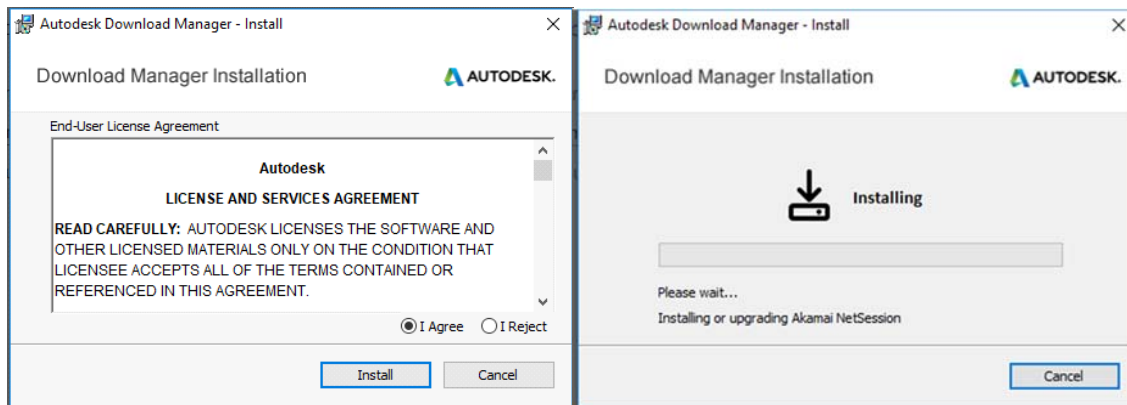 Autodesk Download Manager - Install
Download Manager Installation
AUTODESK.
End-User License Agreement
Autodesk
LICENSE AND SERVICES AGREEMENT
READ CAREFULLY: AUTODESK LICENSES THE SOFTWARE AND
OTHER LICENSED MATERIALS ONLY ON THE CONDITION THAT
LICENSEE ACCEPTS ALL OF THE TERMS CONTAINED OR
REFERENCED IN THIS AGREEMENT.
I Agree
I Reject
Install
Cancel
Autodesk Download Manager - Install
Download Manager Installation
AUTODESK.
Installing
Please wait...
Installing or upgrading Akamai NetSession
Cancel